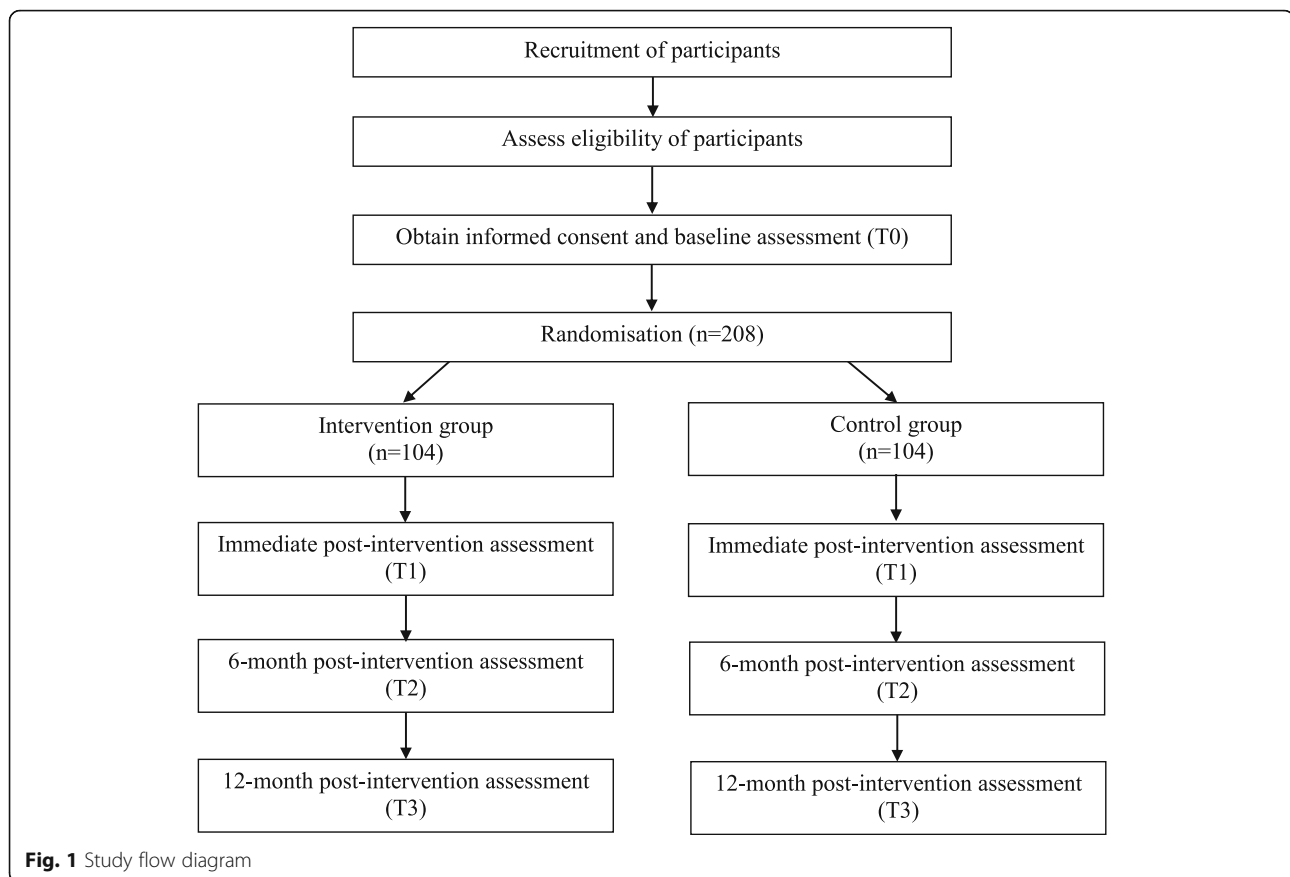 Recruitment of participants
Assess eligibility of participants
Obtain informed consent and baseline assessment (T0)
Randomisation (n=208)
Intervention group
(n=104)
Immediate post-intervention assessment
(T1)
6-month post-intervention assessment
(T2)
12-month post-intervention assessment
(T3)
Control group
(n=104)
Immediate post-intervention assessment
(T1)
6-month post-intervention assessment
(T2)
12-month post-intervention assessment
(T3)
Fig. 1 Study flow diagram